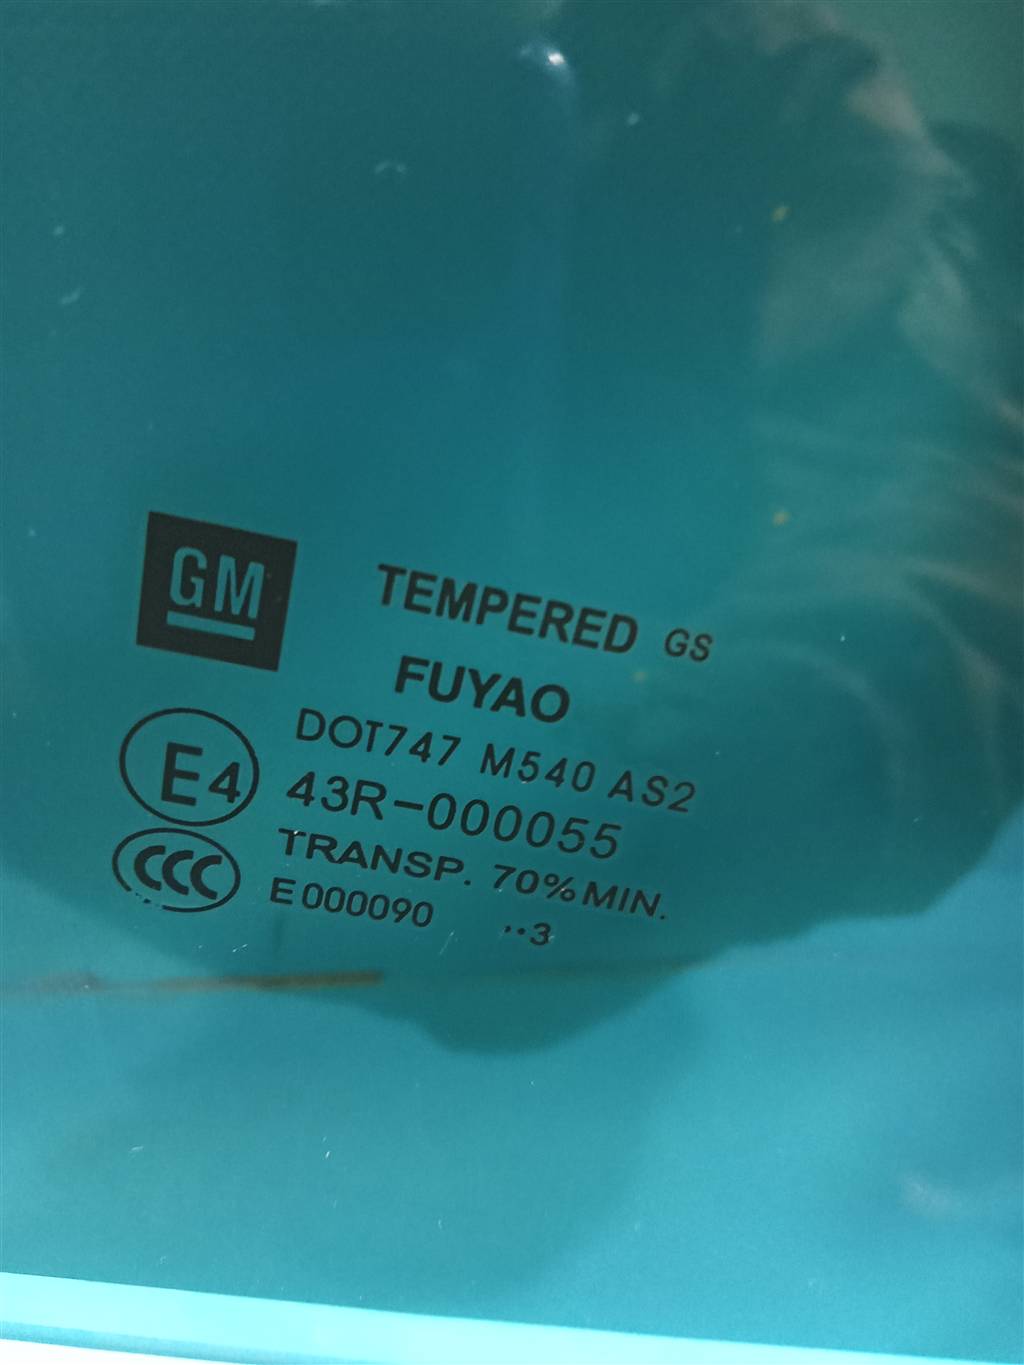 GM
TEMPERED GS
FUYAO
DOT747 M540 AS2
E4 43R-000055
TRANSP. 70%MIN.
CCC E000090 ,..3